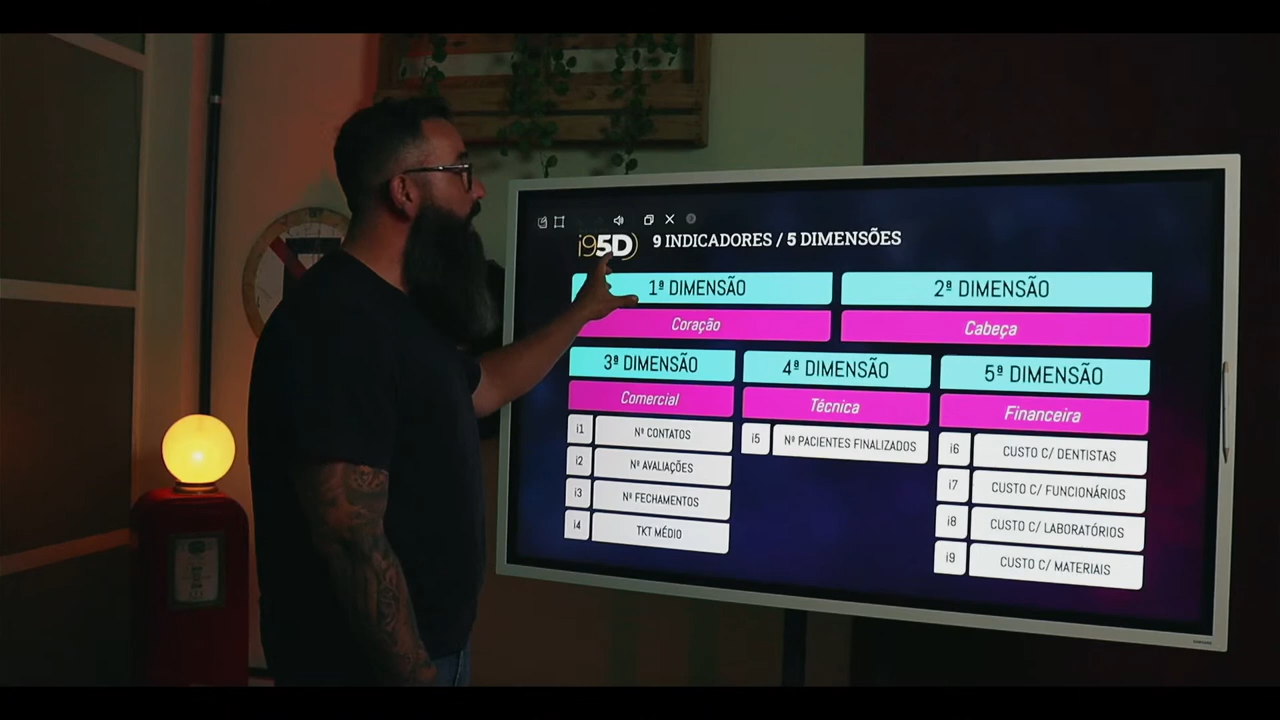 i95D
9 INDICADORES / 5 DIMENSÕES
1ª DIMENSÃO
2ª DIMENSÃO
Coração
Cabeça
3ª DIMENSÃO
4ª DIMENSÃO
5ª DIMENSÃO
Comercial
Técnica
Financeira
i1 Nº CONTATOS
i2 Nº AVALIAÇÕES
i3 Nº FECHAMENTOS
i4 TKT MÉDIO
i5 Nº PACIENTES FINALIZADOS
i6 CUSTO C/ DENTISTAS
i7 CUSTO C/ FUNCIONÁRIOS
i8 CUSTO C/ LABORATÓRIOS
i9 CUSTO C/ MATERIAIS
SAMSUNG